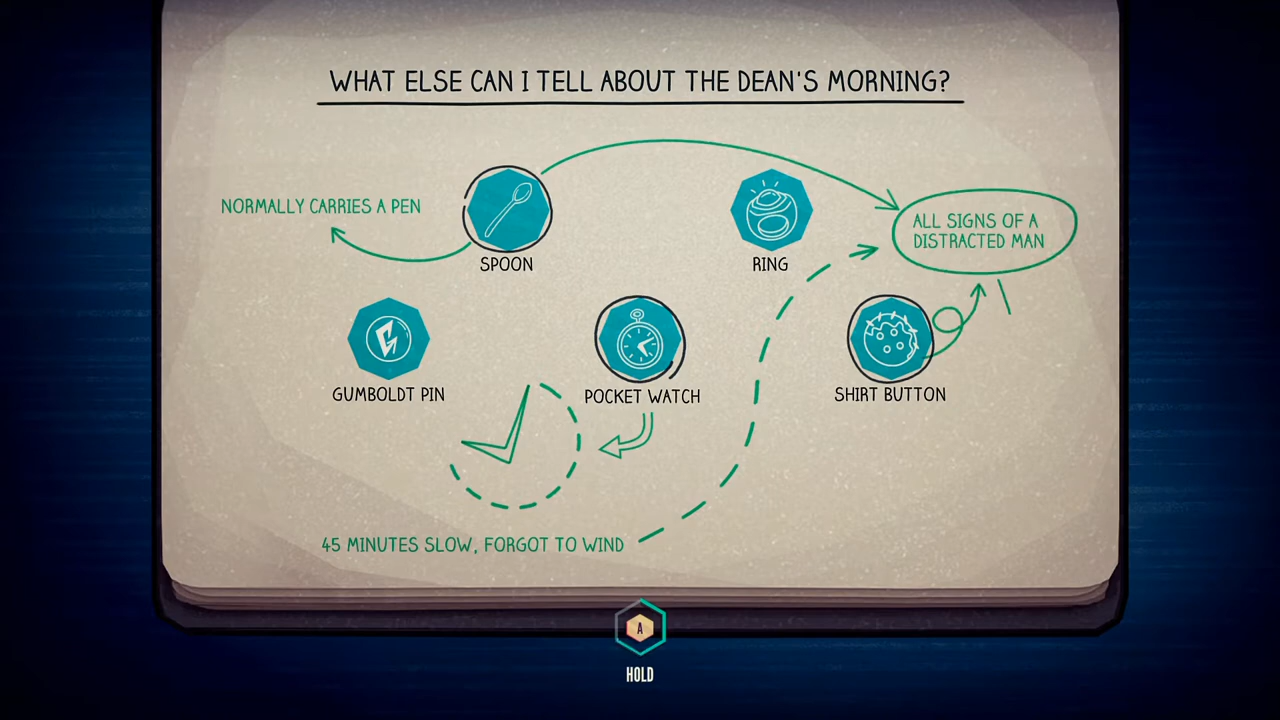 WHAT ELSE CAN I TELL ABOUT THE DEAN'S MORNING?
NORMALLY CARRIES A PEN
SPOON
RING
ALL SIGNS OF A
DISTRACTED MAN
GUMBOLDT PIN
POCKET WATCH
SHIRT BUTTON
45 MINUTES SLOW, FORGOT TO WIND
A
HOLD